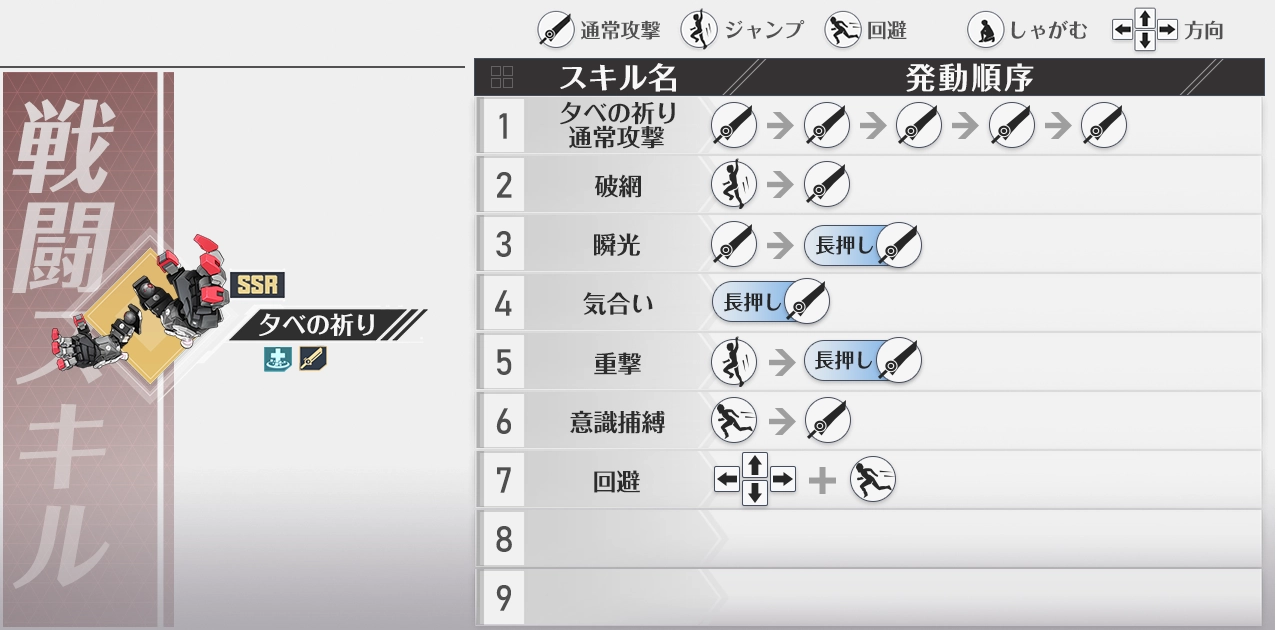 通常攻撃 ジャンプ 回避 しゃがむ 方向
戦闘スキル
SSR
夕べの祈り
スキル名 発動順序
1 夕べの祈り
通常攻撃
2 破網
3 瞬光 長押し
4 気合い 長押し
5 重撃 長押し
6 意識捕縛
7 回避
8
9